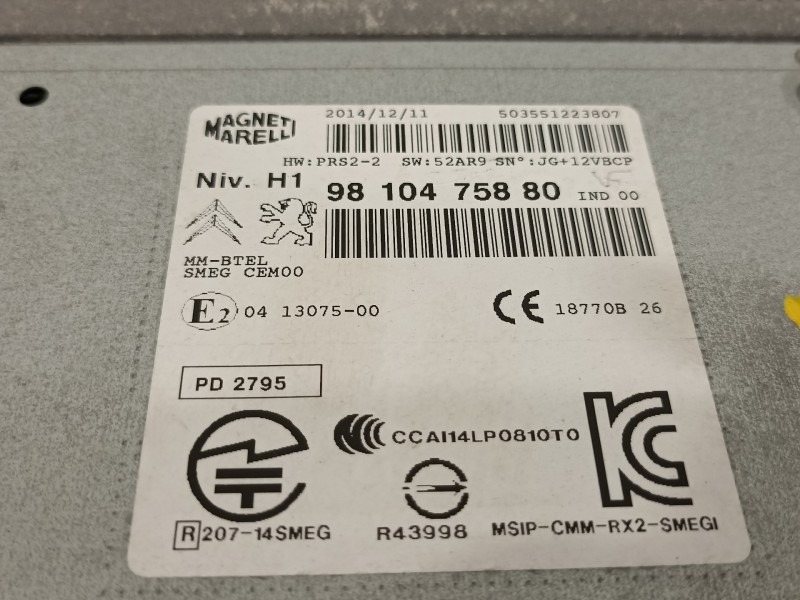 MAGNETI
MARELLI
2014/12/11 503551223807
HW:PRS2-2 SW:52AR9 SN°:JG+12VBCP
Niv. H1
98 104 758 80 IND 00
MM-BTEL
SMEG CEM00
E2 04 13075-00
CE 18770B 26
PD 2795
CCAI14LP0810T0
R 207-14SMEG
R43998
MSIP-CMM-RX2-SMEGI